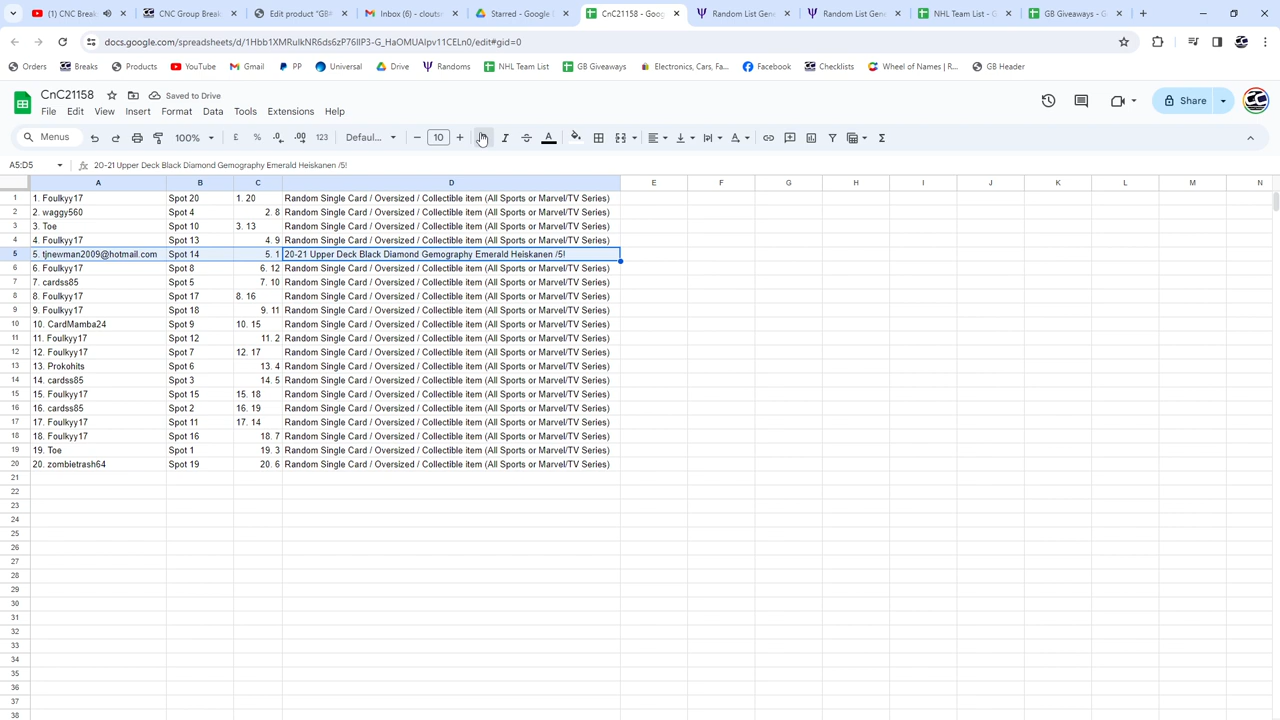 (1) CNC Break
CNC Group Break
Edit product "GB
Inbox (6) - clouts
Starred - Google D
CnC21158 - Goog
Random List Gene
Random List Gene
NHL Team List - G
GB Giveaways - G
docs.google.com/spreadsheets/d/
/edit#gid=0
Orders Breaks Products YouTube Gmail PP Universal Drive Randoms NHL Team List GB Giveaways Electronics, Cars, Fa... Facebook Checklists Wheel of Names | R... GB Header
CnC21158 Saved to Drive
File Edit View Insert Format Data Tools Extensions Help
Share
Menus 100% £ % .0 .00 123 Defaul... 10
A5:D5 fx 20-21 Upper Deck Black Diamond Gemography Emerald Heiskanen /5!
A B C D E F G H I J K L M N
1 1. Foulkyy17 Spot 20 1. 20 Random Single Card / Oversized / Collectible item (All Sports or Marvel/TV Series)
2 2. waggy560 Spot 4 2. 8 Random Single Card / Oversized / Collectible item (All Sports or Marvel/TV Series)
3 3. Toe Spot 10 3. 13 Random Single Card / Oversized / Collectible item (All Sports or Marvel/TV Series)
4 4. Foulkyy17 Spot 13 4. 9 Random Single Card / Oversized / Collectible item (All Sports or Marvel/TV Series)
5 5. tjnewman2009@hotmail.com Spot 14 5. 1 20-21 Upper Deck Black Diamond Gemography Emerald Heiskanen /5!
6 6. Foulkyy17 Spot 8 6. 12 Random Single Card / Oversized / Collectible item (All Sports or Marvel/TV Series)
7 7. cardss85 Spot 5 7. 10 Random Single Card / Oversized / Collectible item (All Sports or Marvel/TV Series)
8 8. Foulkyy17 Spot 17 8. 16 Random Single Card / Oversized / Collectible item (All Sports or Marvel/TV Series)
9 9. Foulkyy17 Spot 18 9. 11 Random Single Card / Oversized / Collectible item (All Sports or Marvel/TV Series)
10 10. CardMamba24 Spot 9 10. 15 Random Single Card / Oversized / Collectible item (All Sports or Marvel/TV Series)
11 11. Foulkyy17 Spot 12 11. 2 Random Single Card / Oversized / Collectible item (All Sports or Marvel/TV Series)
12 12. Foulkyy17 Spot 7 12. 17 Random Single Card / Oversized / Collectible item (All Sports or Marvel/TV Series)
13 13. Prokohits Spot 6 13. 4 Random Single Card / Oversized / Collectible item (All Sports or Marvel/TV Series)
14 14. cardss85 Spot 3 14. 5 Random Single Card / Oversized / Collectible item (All Sports or Marvel/TV Series)
15 15. Foulkyy17 Spot 15 15. 18 Random Single Card / Oversized / Collectible item (All Sports or Marvel/TV Series)
16 16. cardss85 Spot 2 16. 19 Random Single Card / Oversized / Collectible item (All Sports or Marvel/TV Series)
17 17. Foulkyy17 Spot 11 17. 14 Random Single Card / Oversized / Collectible item (All Sports or Marvel/TV Series)
18 18. Foulkyy17 Spot 16 18. 7 Random Single Card / Oversized / Collectible item (All Sports or Marvel/TV Series)
19 19. Toe Spot 1 19. 3 Random Single Card / Oversized / Collectible item (All Sports or Marvel/TV Series)
20 20. zombietrash64 Spot 19 20. 6 Random Single Card / Oversized / Collectible item (All Sports or Marvel/TV Series)
21
22
23
24
25
26
27
28
29
30
31
32
33
34
35
36
37
38